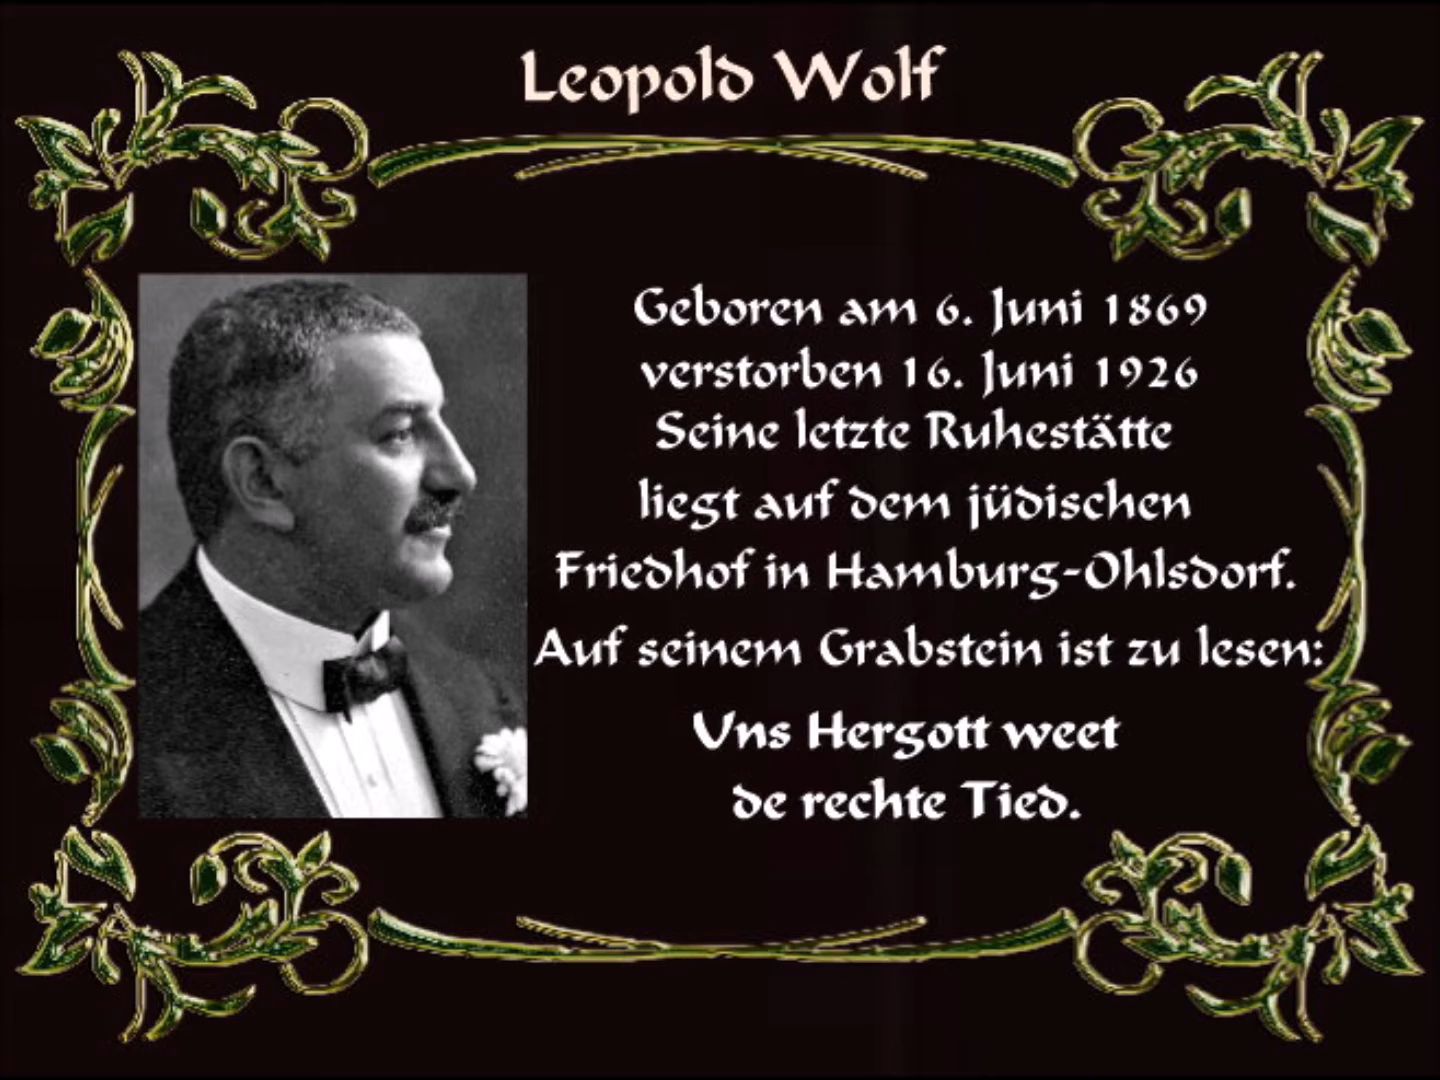 Leopold Wolf
Geboren am 6. Juni 1869
verstorben 16. Juni 1926
Seine letzte Ruhestätte
liegt auf dem jüdischen
Friedhof in Hamburg-Ohlsdorf.
Auf seinem Grabstein ist zu lesen:
Uns Hergott weet
de rechte Tied.